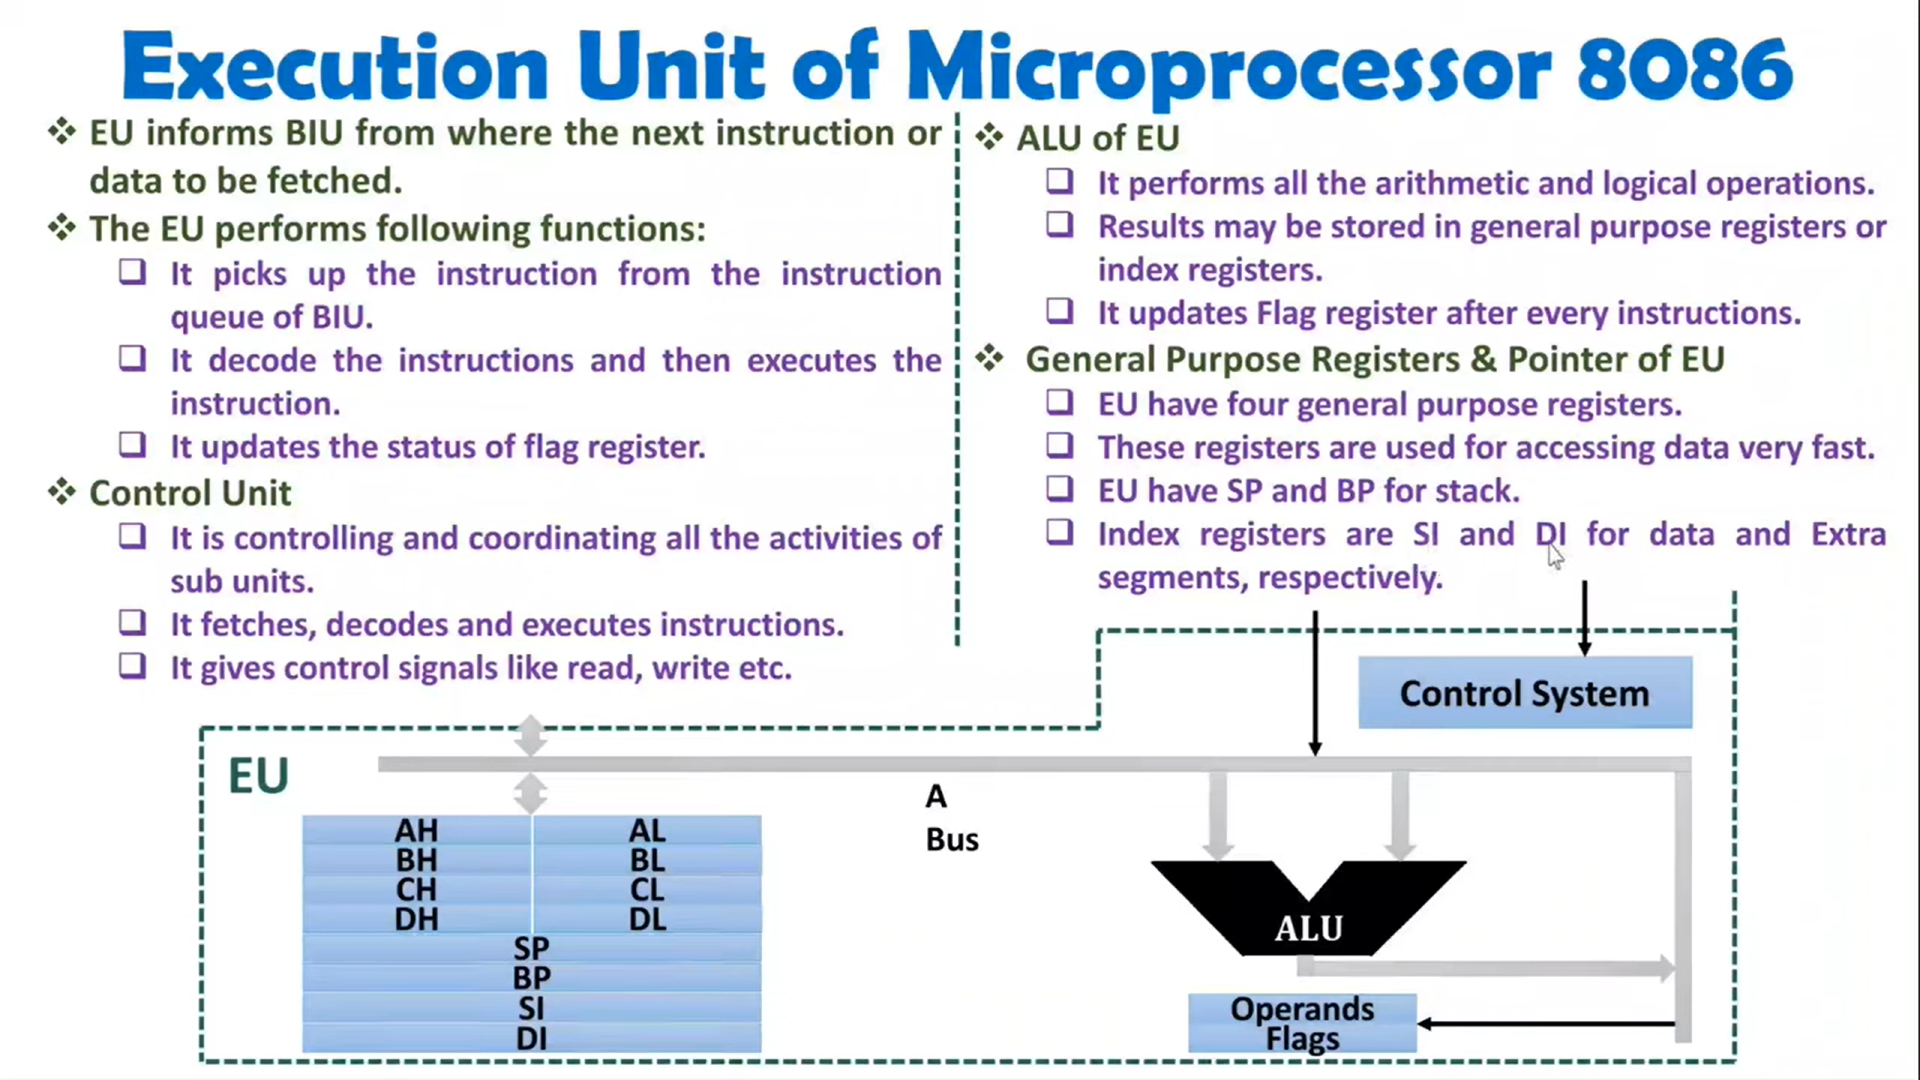 Execution Unit of Microprocessor 8086
EU informs BIU from where the next instruction or
data to be fetched.
The EU performs following functions:
It picks up the instruction from the instruction
queue of BIU.
It decode the instructions and then executes the
instruction.
It updates the status of flag register.
Control Unit
It is controlling and coordinating all the activities of
sub units.
It fetches, decodes and executes instructions.
It gives control signals like read, write etc.
ALU of EU
It performs all the arithmetic and logical operations.
Results may be stored in general purpose registers or
index registers.
It updates Flag register after every instructions.
General Purpose Registers & Pointer of EU
EU have four general purpose registers.
These registers are used for accessing data very fast.
EU have SP and BP for stack.
Index registers are SI and DI for data and Extra
segments, respectively.
Control System
EU
A
Bus
AH AL
BH BL
CH CL
DH DL
SP
BP
SI
DI
ALU
Operands
Flags